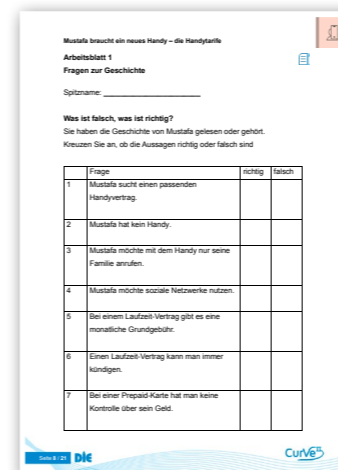 Mustafa braucht ein neues Handy – die Handytarife
Arbeitsblatt 1
Fragen zur Geschichte
Spitzname: ____________________
Was ist falsch, was ist richtig?
Sie haben die Geschichte von Mustafa gelesen oder gehört.
Kreuzen Sie an, ob die Aussagen richtig oder falsch sind
Frage richtig falsch
1 Mustafa sucht einen passenden
Handyvertrag.
2 Mustafa hat kein Handy.
3 Mustafa möchte mit dem Handy nur seine
Familie anrufen.
4 Mustafa möchte soziale Netzwerke nutzen.
5 Bei einem Laufzeit-Vertrag gibt es eine
monatliche Grundgebühr.
6 Einen Laufzeit-Vertrag kann man immer
kündigen.
7 Bei einer Prepaid-Karte hat man keine
Kontrolle über sein Geld.
Seite 8 / 21 DIE
CurVe